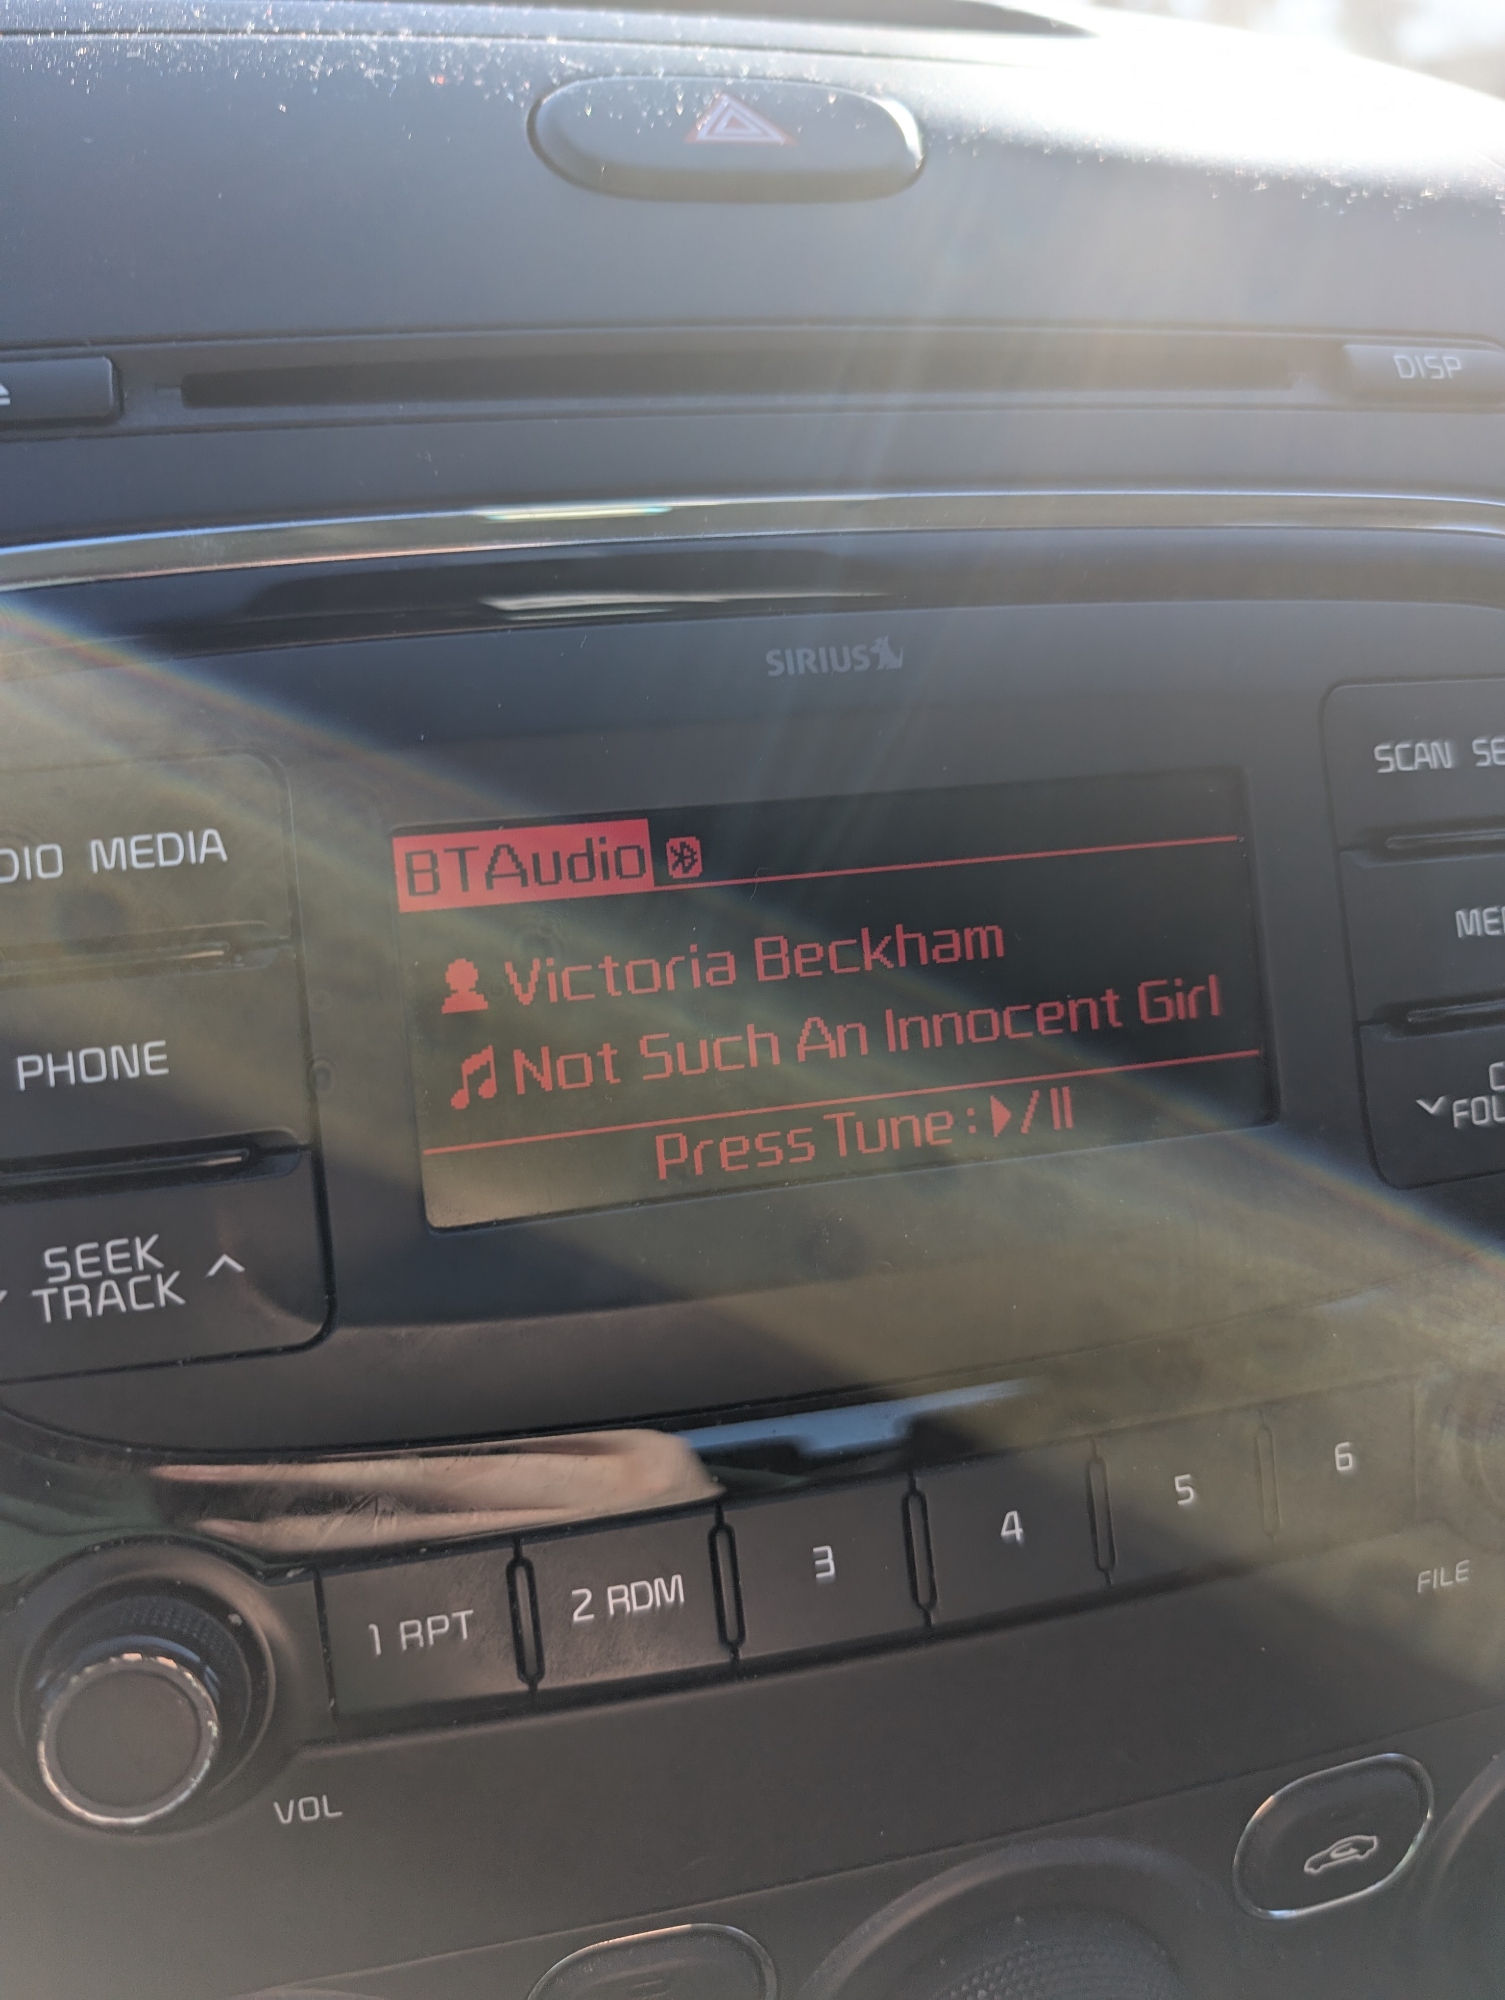 DISP
SIRIUS
DIO MEDIA
SCAN SE
BTAudio
Victoria Beckham
Not Such An Innocent Girl
Press Tune:▶/II
PHONE
SEEK
TRACK
1 RPT
2 RDM
3
4
5
6
FILE
VOL